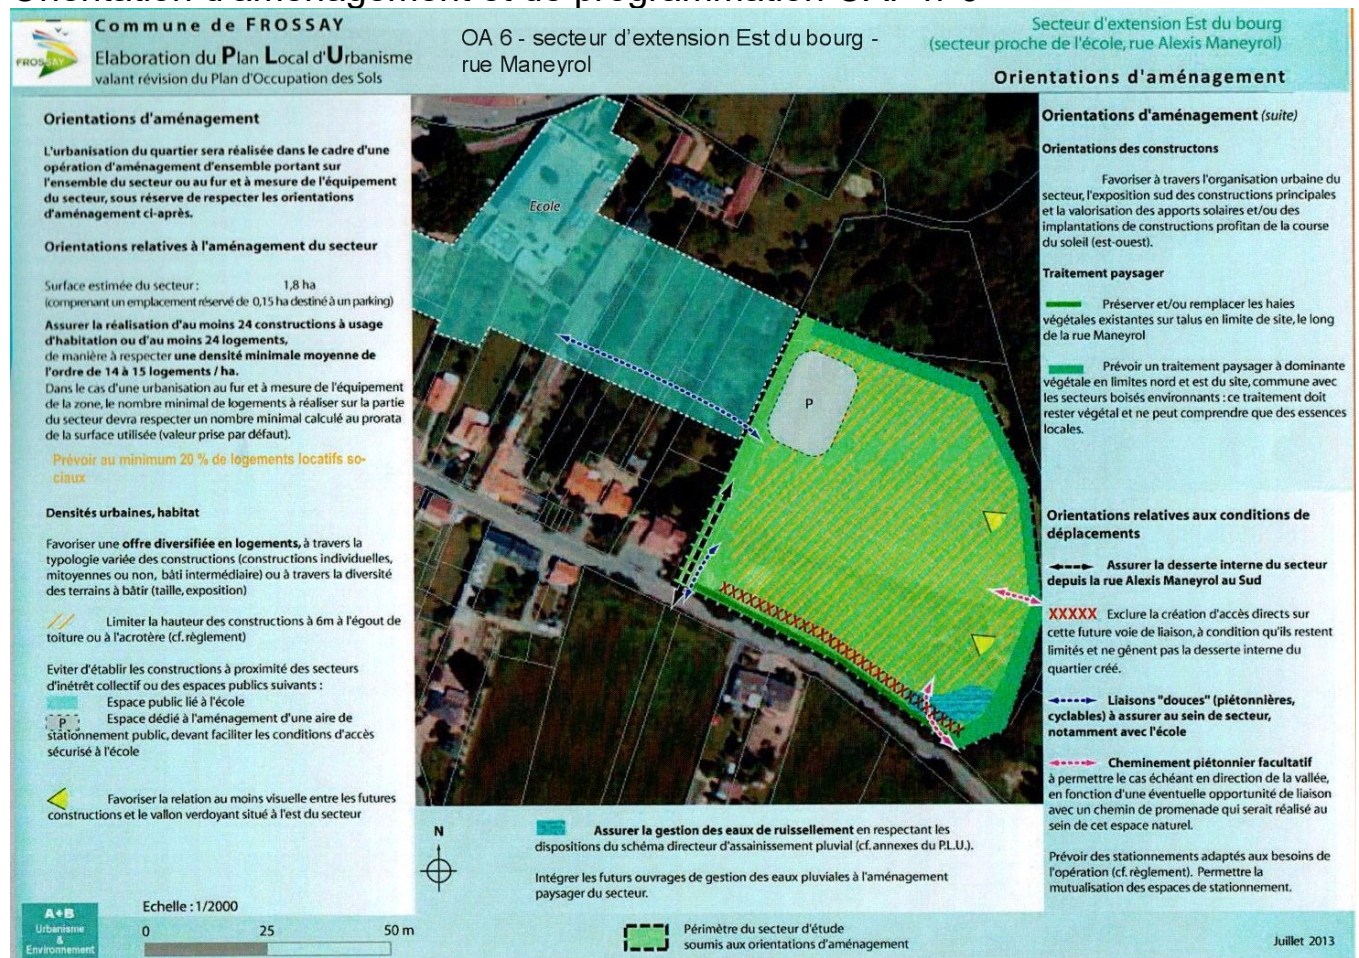 Orientation d'aménagement et de programmation OAP n°6
Commune de FROSSAY
Elaboration du Plan Local d'Urbanisme
valant révision du Plan d'Occupation des Sols
FROSSAY
OA 6 - secteur d'extension Est du bourg -
rue Maneyrol
Secteur d'extension Est du bourg
(secteur proche de l'école, rue Alexis Maneyrol)
Orientations d'aménagement
Orientations d'aménagement
L'urbanisation du quartier sera réalisée dans le cadre d'une
opération d'aménagement d'ensemble portant sur
l'ensemble du secteur ou au fur et à mesure de l'équipement
du secteur, sous réserve de respecter les orientations
d'aménagement ci-après.
Orientations relatives à l'aménagement du secteur
Surface estimée du secteur : 1,8 ha
(comprenant un emplacement réservé de 0,15 ha destiné à un parking)
Assurer la réalisation d'au moins 24 constructions à usage
d'habitation ou d'au moins 24 logements,
de manière à respecter une densité minimale moyenne de
l'ordre de 14 à 15 logements / ha.
Dans le cas d'une urbanisation au fur et à mesure de l'équipement
de la zone, le nombre minimal de logements à réaliser sur la partie
du secteur devra respecter un nombre minimal calculé au prorata
de la surface utilisée (valeur prise par défaut).
Prévoir au minimum 20 % de logements locatifs so-
ciaux
Densités urbaines, habitat
Favoriser une offre diversifiée en logements, à travers la
typologie variée des constructions (constructions individuelles,
mitoyennes ou non, bâti intermédiaire) ou à travers la diversité
des terrains à bâtir (taille, exposition)
Limiter la hauteur des constructions à 6m à l'égout de
toiture ou à l'acrotère (cf. règlement)
Eviter d'établir les constructions à proximité des secteurs
d'inétrêt collectif ou des espaces publics suivants :
Espace public lié à l'école
P Espace dédié à l'aménagement d'une aire de
stationnement public, devant faciliter les conditions d'accès
sécurisé à l'école
Favoriser la relation au moins visuelle entre les futures
constructions et le vallon verdoyant situé à l'est du secteur
Ecole
P
XXXXXXXXXXXXXXXXXXXXXXXXX
Orientations d'aménagement (suite)
Orientations des constructon
Favoriser à travers l'organisation urbaine du
secteur, l'exposition sud des constructions principales
et la valorisation des apports solaires et/ou des
implantations de constructions profitan de la course
du soleil (est-ouest).
Traitement paysager
Préserver et/ou remplacer les haies
végétales existantes sur talus en limite de site, le long
de la rue Maneyrol
Prévoir un traitement paysager à dominante
végétale en limites nord et est du site, commune avec
les secteurs boisés environnants : ce traitement doit
rester végétal et ne peut comprendre que des essences
locales.
Orientations relatives aux conditions de
déplacements
Assurer la desserte interne du secteur
depuis la rue Alexis Maneyrol au Sud
XXXXX Exclure la création d'accès directs sur
cette future voie de liaison, à condition qu'ils restent
limités et ne gênent pas la desserte interne du
quartier créé.
Liaisons "douces" (piétonnières,
cyclables) à assurer au sein de secteur,
notamment avec l'école
Cheminement piétonnier facultatif
à permettre le cas échéant en direction de la vallée,
en fonction d'une éventuelle opportunité de liaison
avec un chemin de promenade qui serait réalisé au
sein de cet espace naturel.
Prévoir des stationnements adaptés aux besoins de
l'opération (cf. règlement). Permettre la
mutualisation des espaces de stationnement.
N
Assurer la gestion des eaux de ruissellement en respectant les
dispositions du schéma directeur d'assainissement pluvial (cf. annexes du P.L.U.).
Intégrer les futurs ouvrages de gestion des eaux pluviales à l'aménagement
paysager du secteur.
A+B
Urbanisme
&
Environnement
Echelle : 1/2000
0 25 50 m
Périmètre du secteur d'étude
soumis aux orientations d'aménagement
Juillet 2013